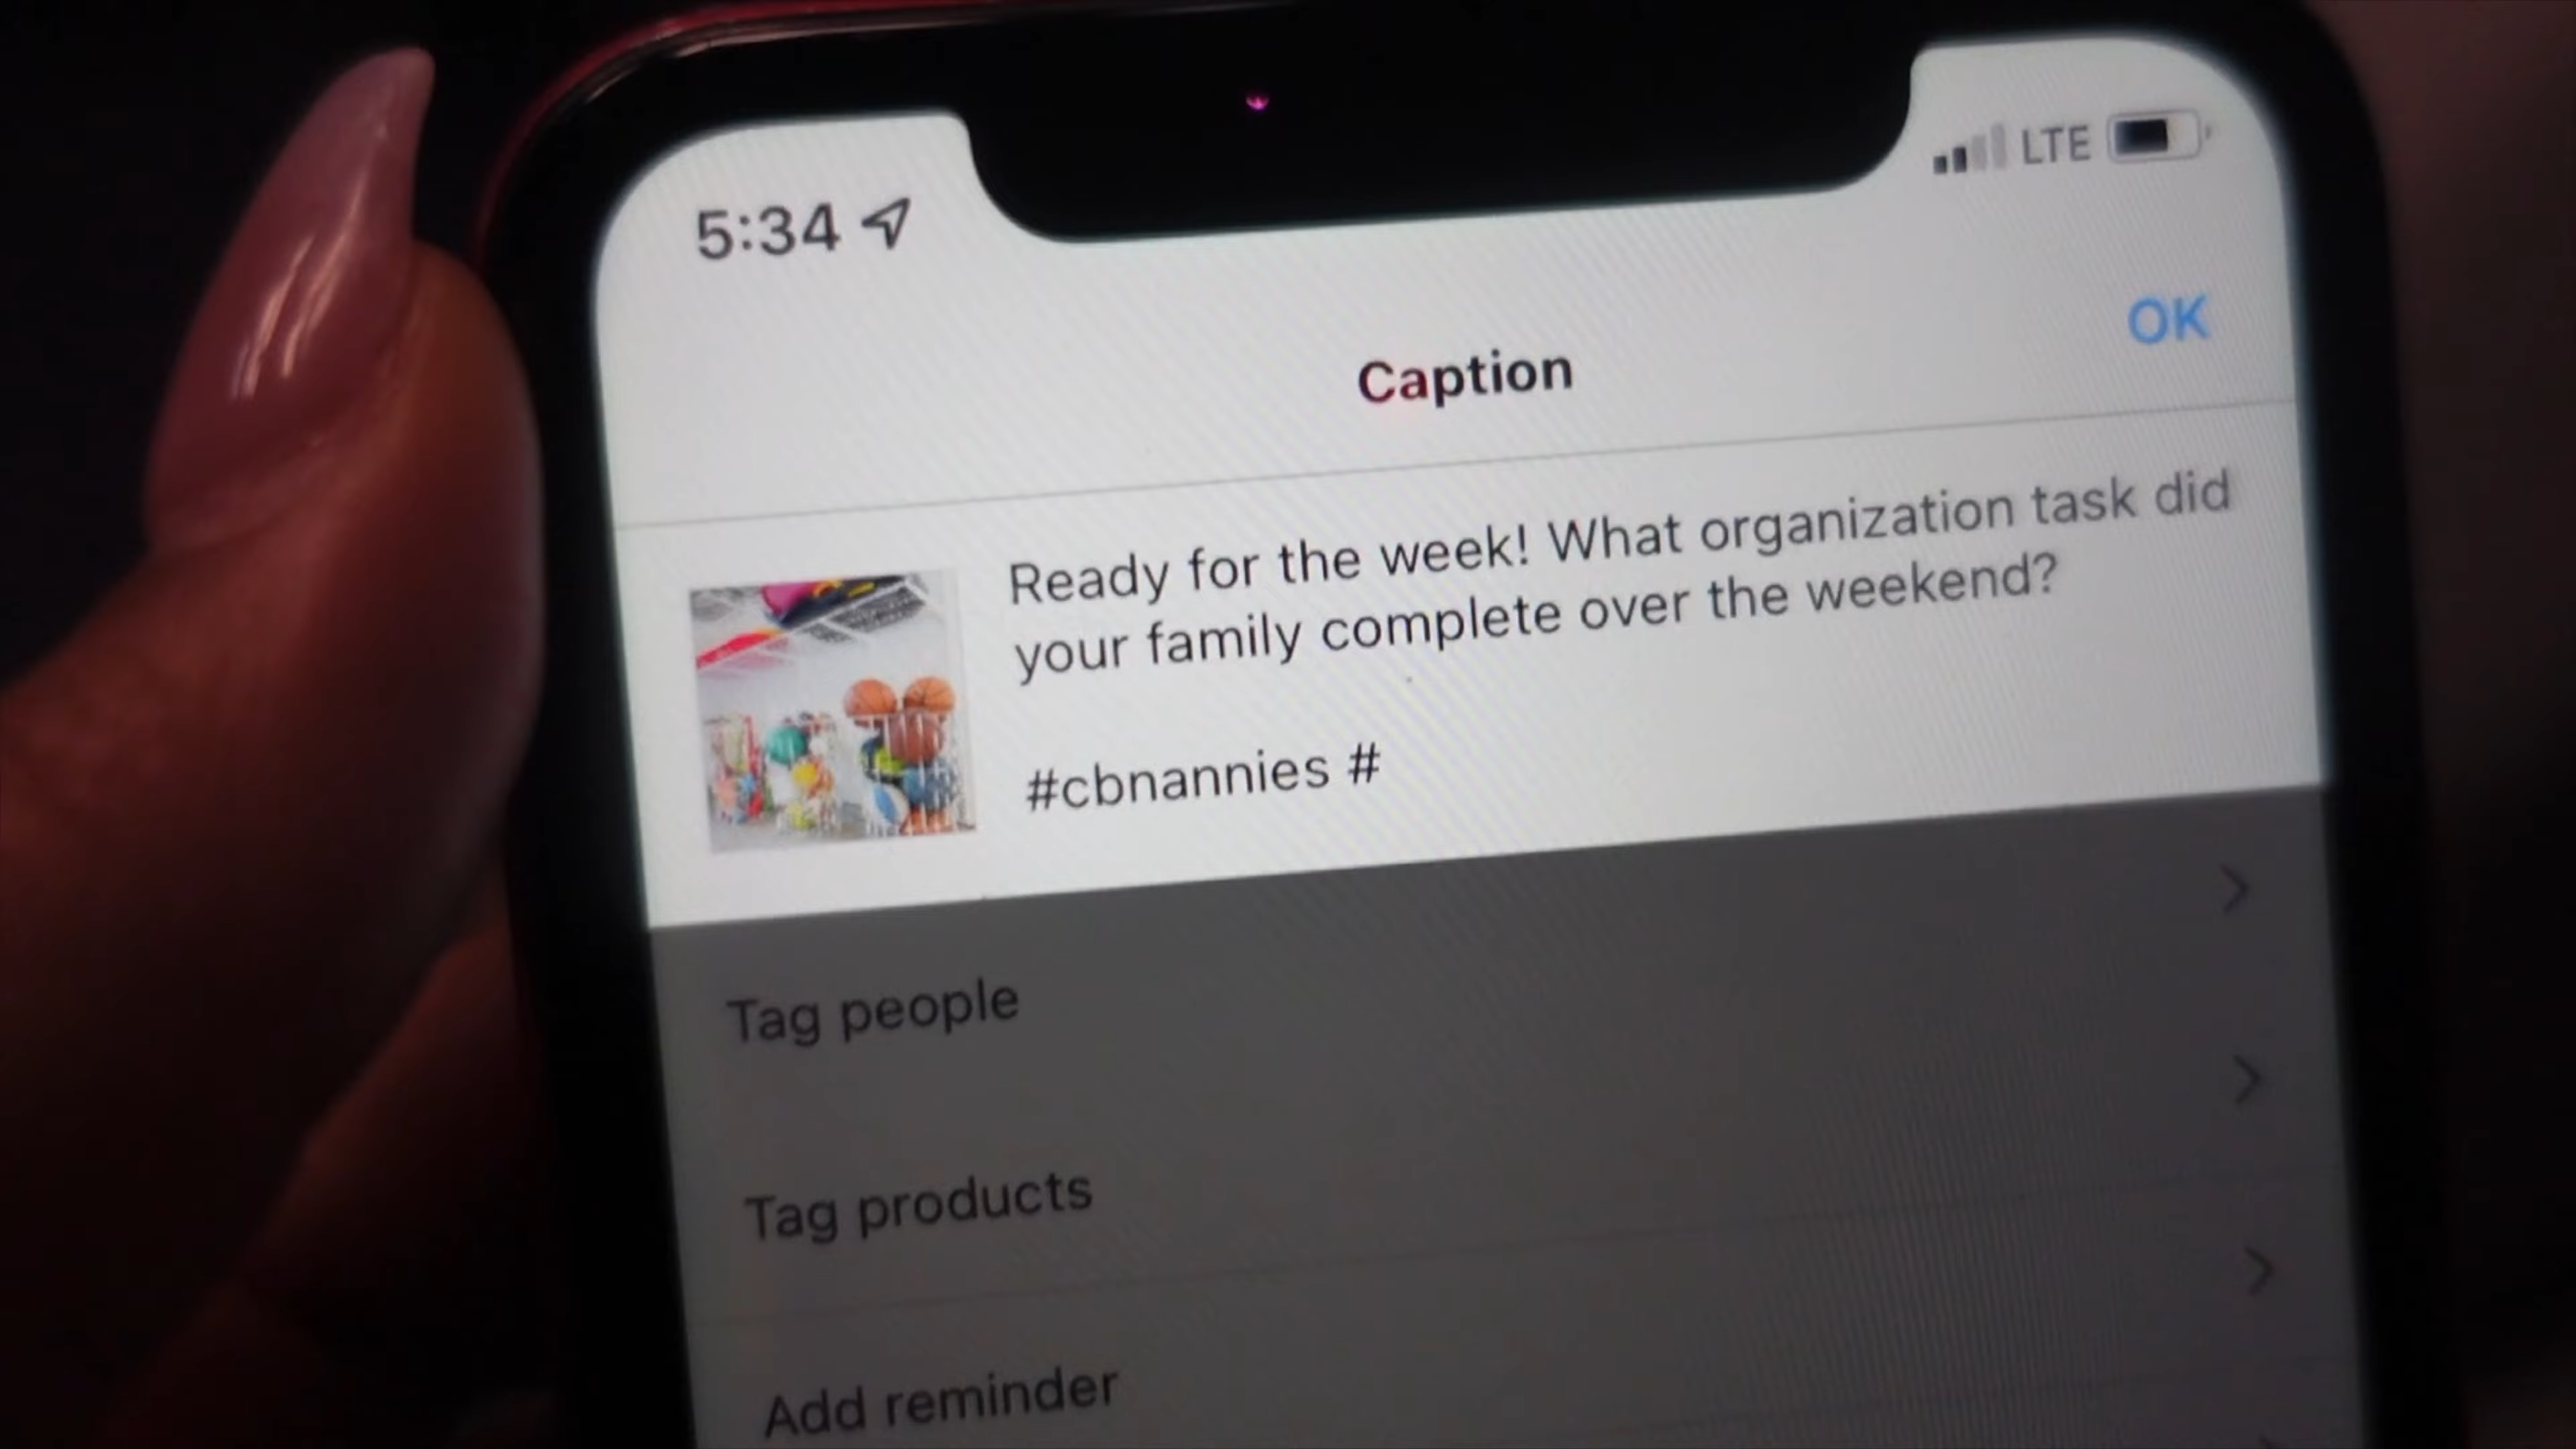 5:34
LTE
OK
Caption
Ready for the week! What organization task did
your family complete over the weekend?
#cbnannies #
Tag people
Tag products
Add reminder